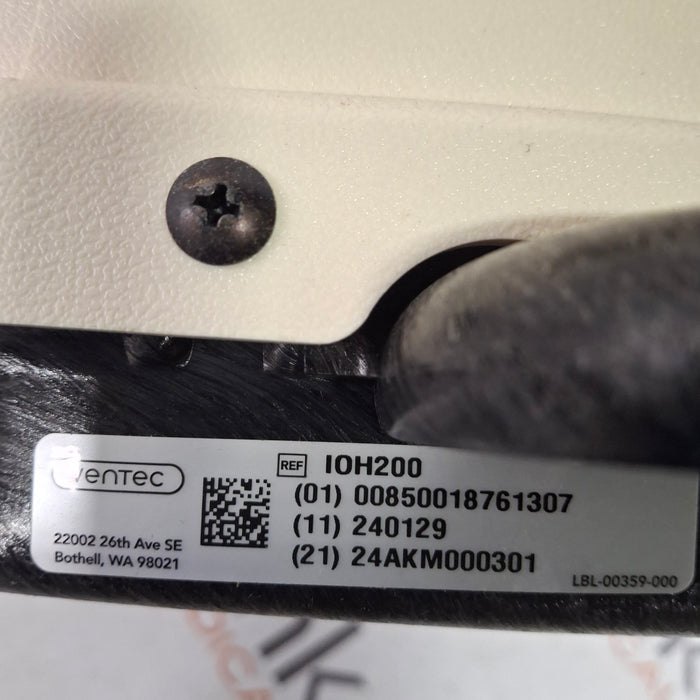 ventec
22002 26th Ave SE
Bothell, WA 98021
REF IOH200
(01) 00850018761307
(11) 240129
(21) 24AKM000301
LBL-00359-000